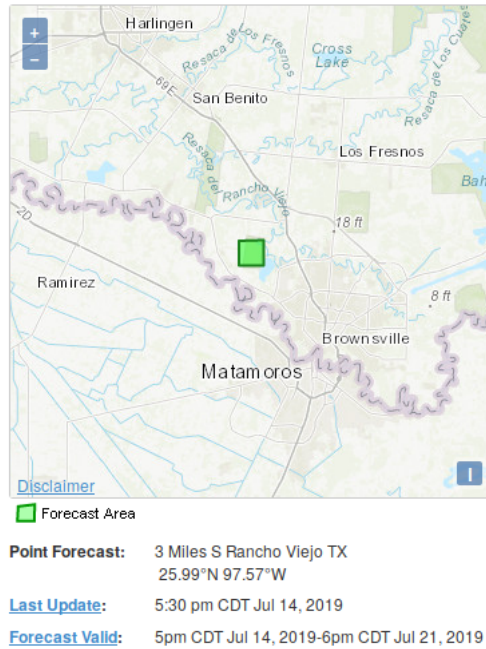 Harlingen
+
−
Resaca de Los Fresnos
Cross
Lake
Resaca de Los Cuates
69E
San Benito
Resaca del
Rancho Viejo
Los Fresnos
Bah
2D
18 ft
Ramirez
8 ft
Brownsville
Matamoros
Disclaimer
I
Forecast Area
Point Forecast: 3 Miles S Rancho Viejo TX
25.99°N 97.57°W
Last Update: 5:30 pm CDT Jul 14, 2019
Forecast Valid: 5pm CDT Jul 14, 2019-6pm CDT Jul 21, 2019